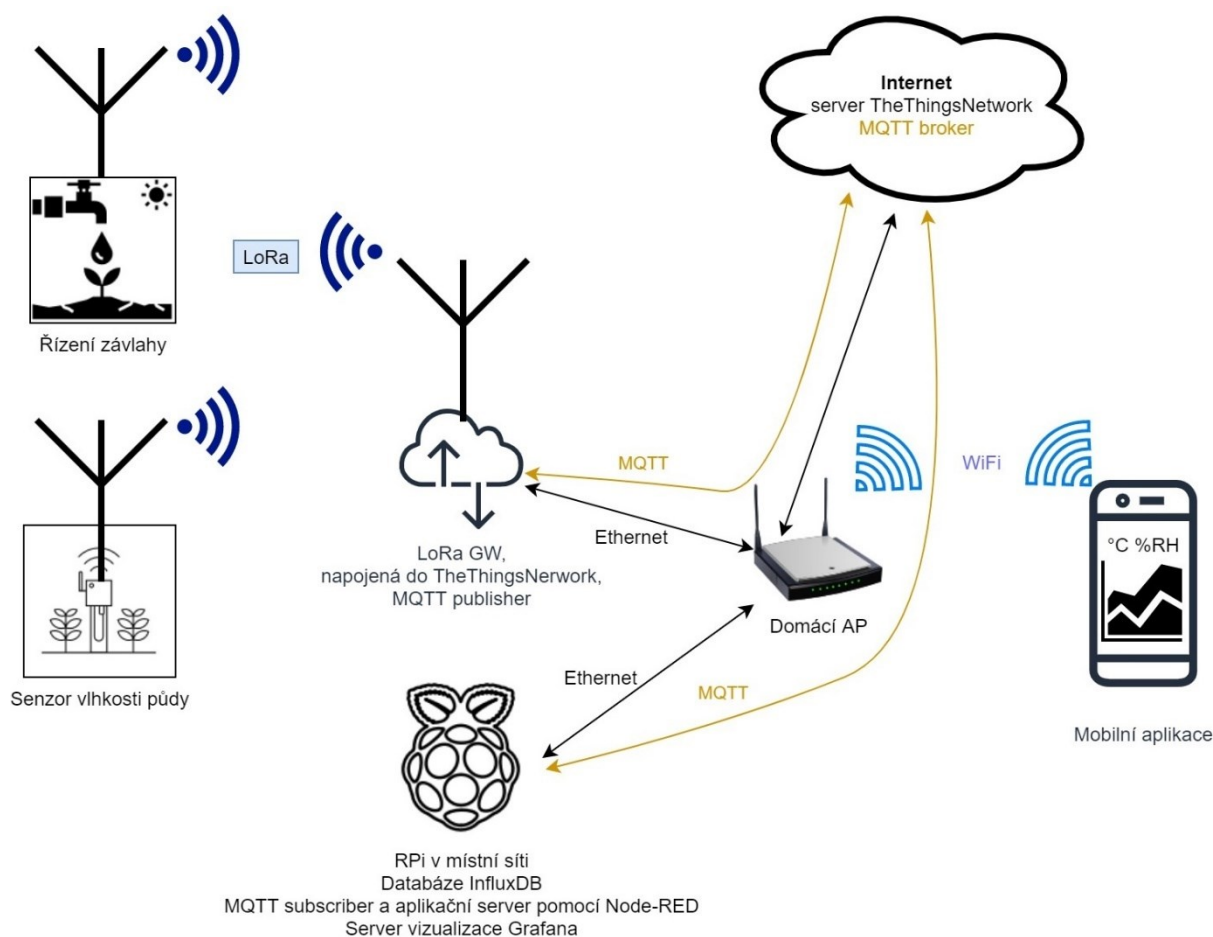 Internet
server TheThingsNetwork
MQTT broker
LoRa
Řízení závlahy
MQTT
WiFi
Ethernet
°C %RH
LoRa GW,
napojená do TheThingsNerwork,
MQTT publisher
Domácí AP
Senzor vlhkosti půdy
Ethernet
MQTT
Mobilní aplikace
RPi v místní síti
Databáze InfluxDB
MQTT subscriber a aplikační server pomocí Node-RED
Server vizualizace Grafana